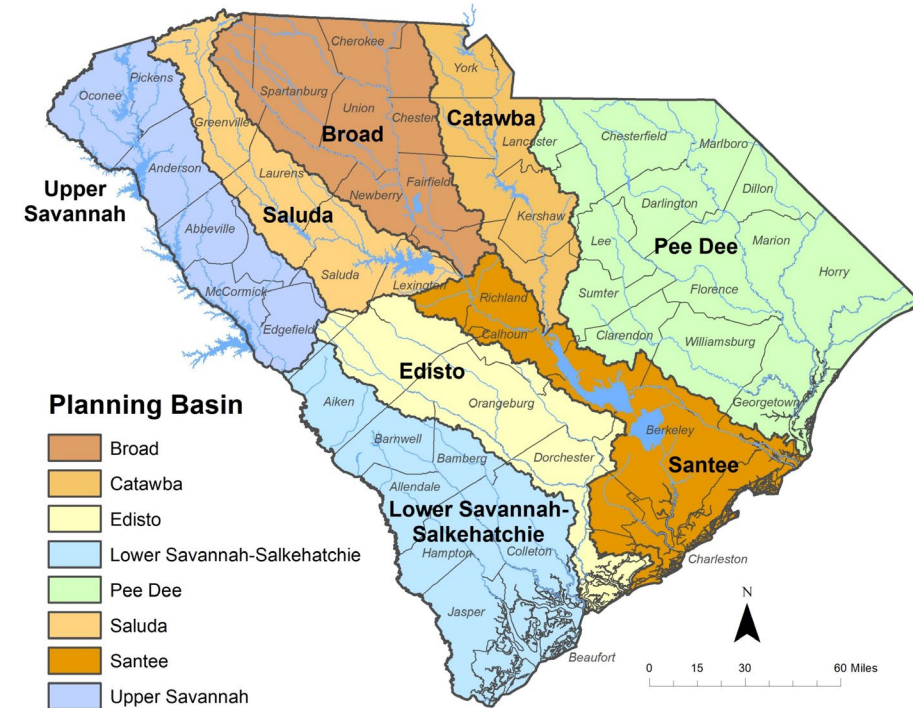 Cherokee
York
Pickens
Oconee
Spartanburg
Union
Chester
Broad
Catawba
Greenville
Lancaster
Chesterfield
Marlboro
Anderson
Laurens
Newberry
Fairfield
Dillon
Upper
Savannah
Saluda
Kershaw
Darlington
Abbeville
Lee
Pee Dee
Marion
Horry
Saluda
McCormick
Lexington
Richland
Sumter
Florence
Edgefield
Calhoun
Clarendon
Williamsburg
Edisto
Aiken
Orangeburg
Georgetown
Barnwell
Bamberg
Dorchester
Berkeley
Santee
Allendale
Lower Savannah-
Salkehatchie
Hampton
Colleton
Charleston
Jasper
Beaufort
Planning Basin
Broad
Catawba
Edisto
Lower Savannah-Salkehatchie
Pee Dee
Saluda
Santee
Upper Savannah
N
0 15 30 60 Miles